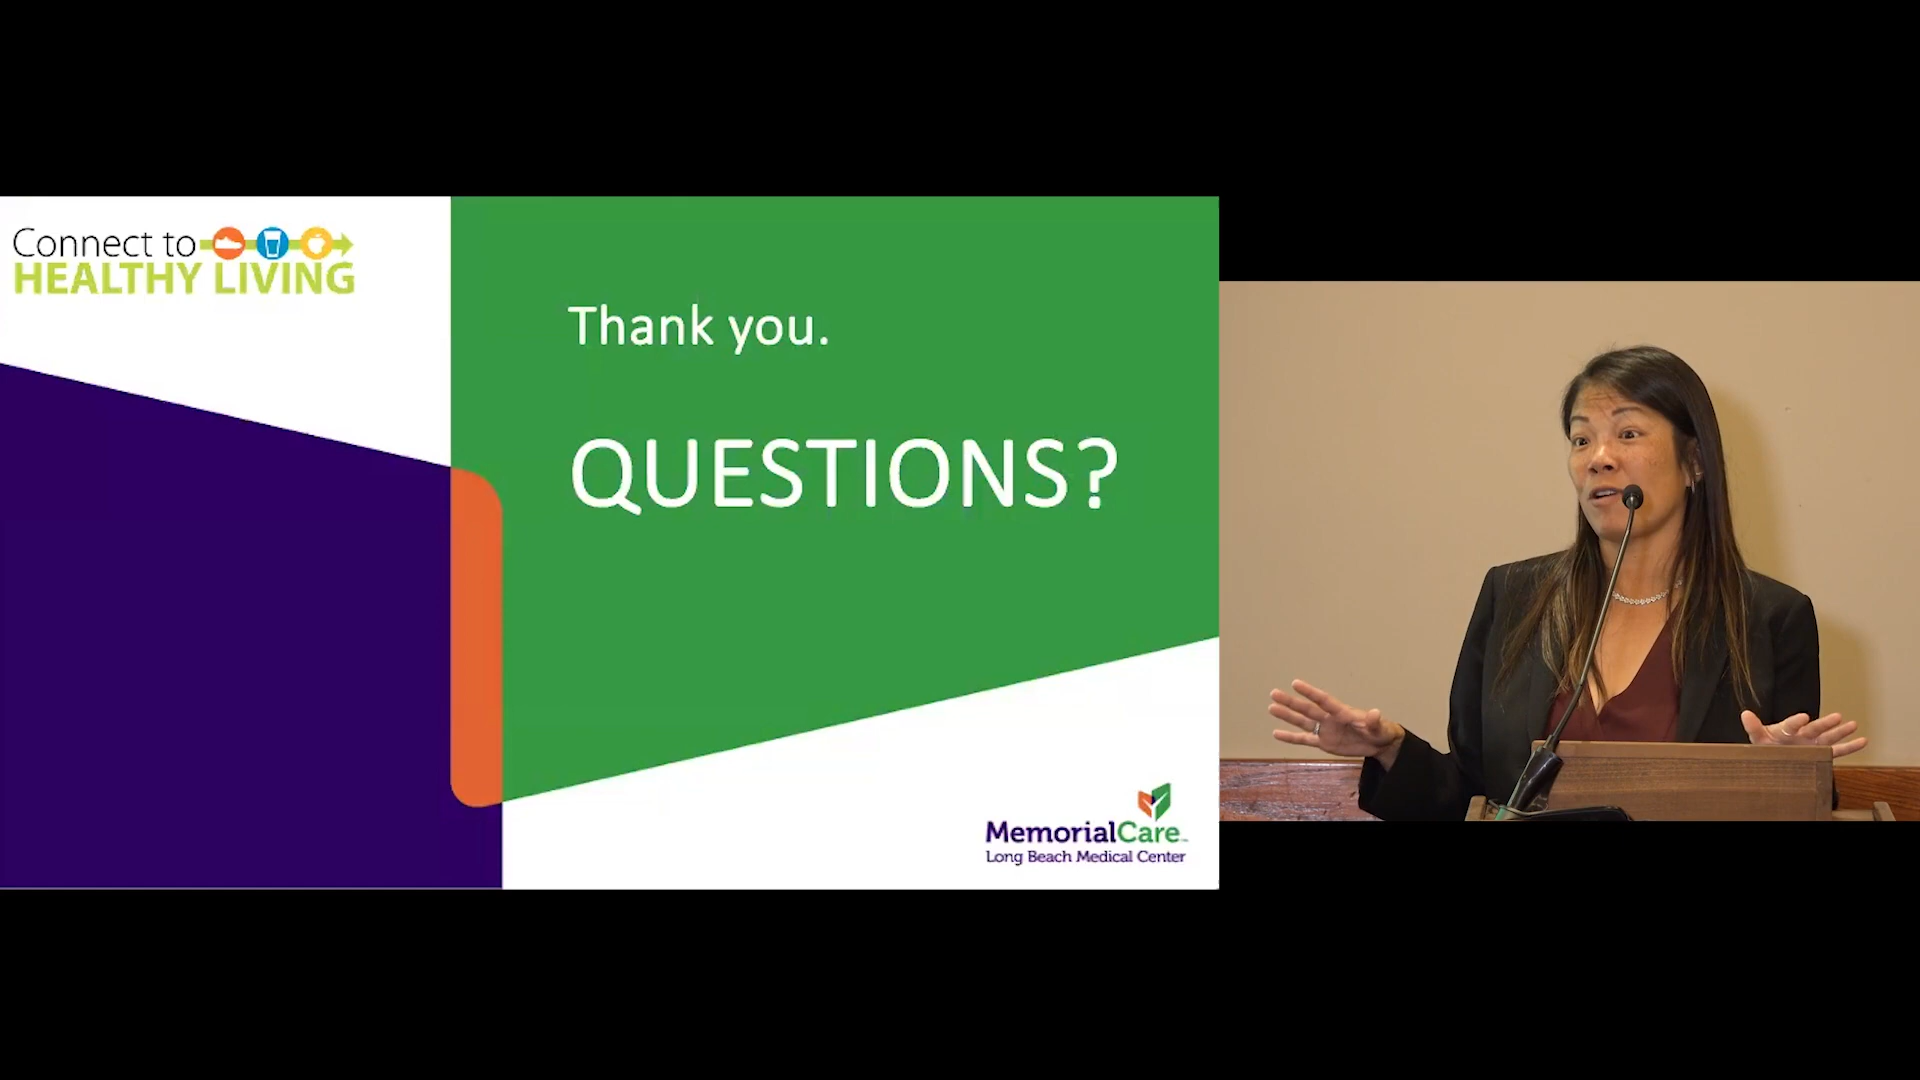 Connect to
HEALTHY LIVING
Thank you.
QUESTIONS?
MemorialCare
Long Beach Medical Center